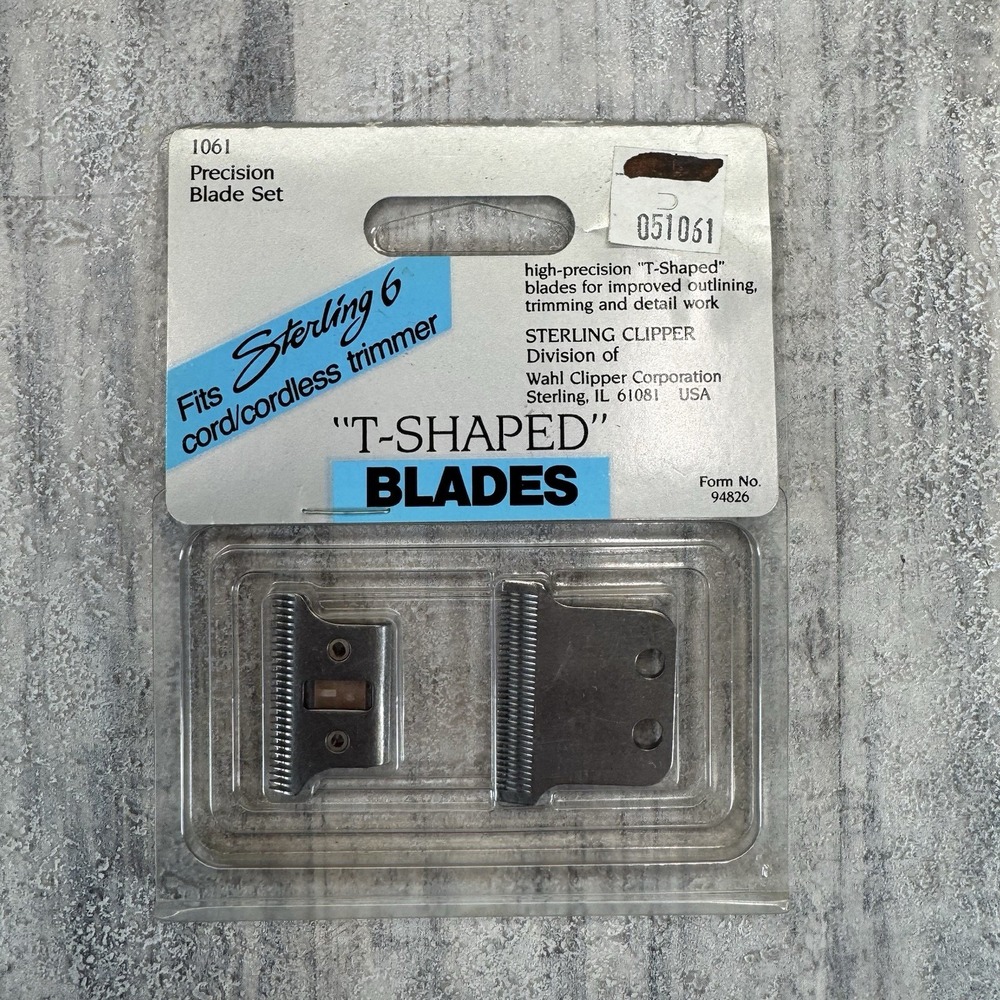 1061
Precision
Blade Set
051061
high-precision "T-Shaped"
blades for improved outlining,
trimming and detail work
STERLING CLIPPER
Division of
Wahl Clipper Corporation
Sterling, IL 61081 USA
Fits Sterling 6
cord/cordless trimmer
"T-SHAPED"
BLADES
Form No.
94826